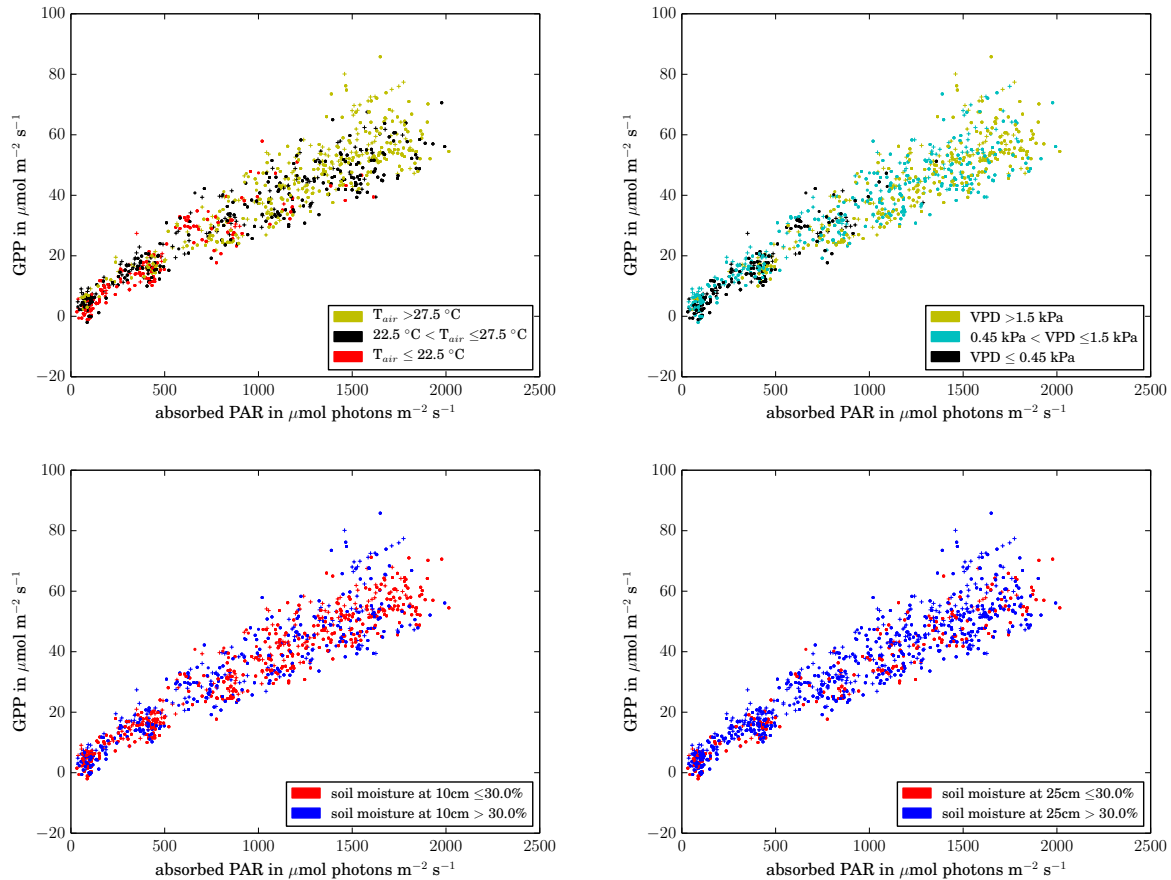 100
80
60
40
20
0
−20
GPP in μmol m⁻² s⁻¹
T_air >27.5 °C
22.5 °C < T_air ≤27.5 °C
T_air ≤ 22.5 °C
0 500 1000 1500 2000 2500
absorbed PAR in μmol photons m⁻² s⁻¹
100
80
60
40
20
0
−20
GPP in μmol m⁻² s⁻¹
VPD >1.5 kPa
0.45 kPa < VPD ≤1.5 kPa
VPD ≤ 0.45 kPa
0 500 1000 1500 2000 2500
absorbed PAR in μmol photons m⁻² s⁻¹
100
80
60
40
20
0
−20
GPP in μmol m⁻² s⁻¹
soil moisture at 10cm ≤30.0%
soil moisture at 10cm > 30.0%
0 500 1000 1500 2000 2500
absorbed PAR in μmol photons m⁻² s⁻¹
100
80
60
40
20
0
−20
GPP in μmol m⁻² s⁻¹
soil moisture at 25cm ≤30.0%
soil moisture at 25cm > 30.0%
0 500 1000 1500 2000 2500
absorbed PAR in μmol photons m⁻² s⁻¹